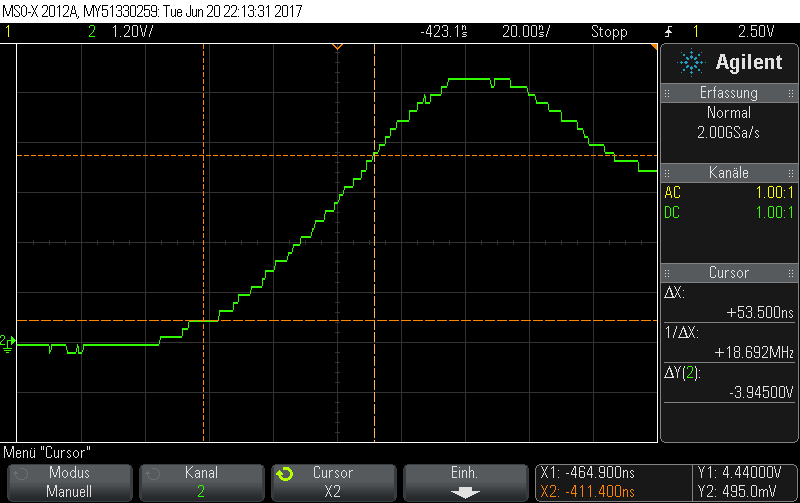 MSO-X 2012A, MY51330259: Tue Jun 20 22:13:31 2017
1 2 1.20V/ -423.1ns 20.00ns/ Stopp 1 2.50V
Agilent
Erfassung
Normal
2.00GSa/s
Kanäle
AC 1.00:1
DC 1.00:1
Cursor
ΔX:
+53.500ns
1/ΔX:
+18.692MHz
ΔY(2):
-3.94500V
2
Menü "Cursor"
Modus
Manuell
Kanal
2
Cursor
X2
Einh.
X1: -464.900ns
X2: -411.400ns
Y1: 4.44000V
Y2: 495.0mV